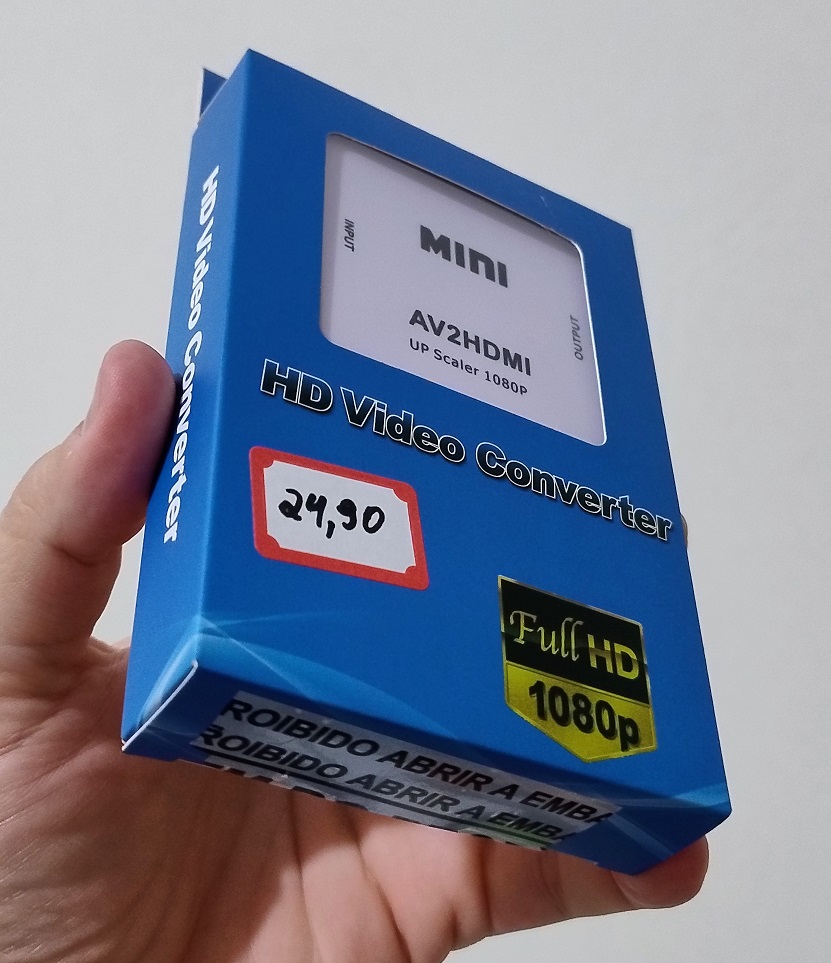 HD Video Converter
INPUT
MINI
OUTPUT
AV2HDMI
UP Scaler 1080P
HD Video Converter
24,90
Full HD
1080p
ROIBIDO ABRIR A EMBA
ROIBIDO ABRIR A EMBA